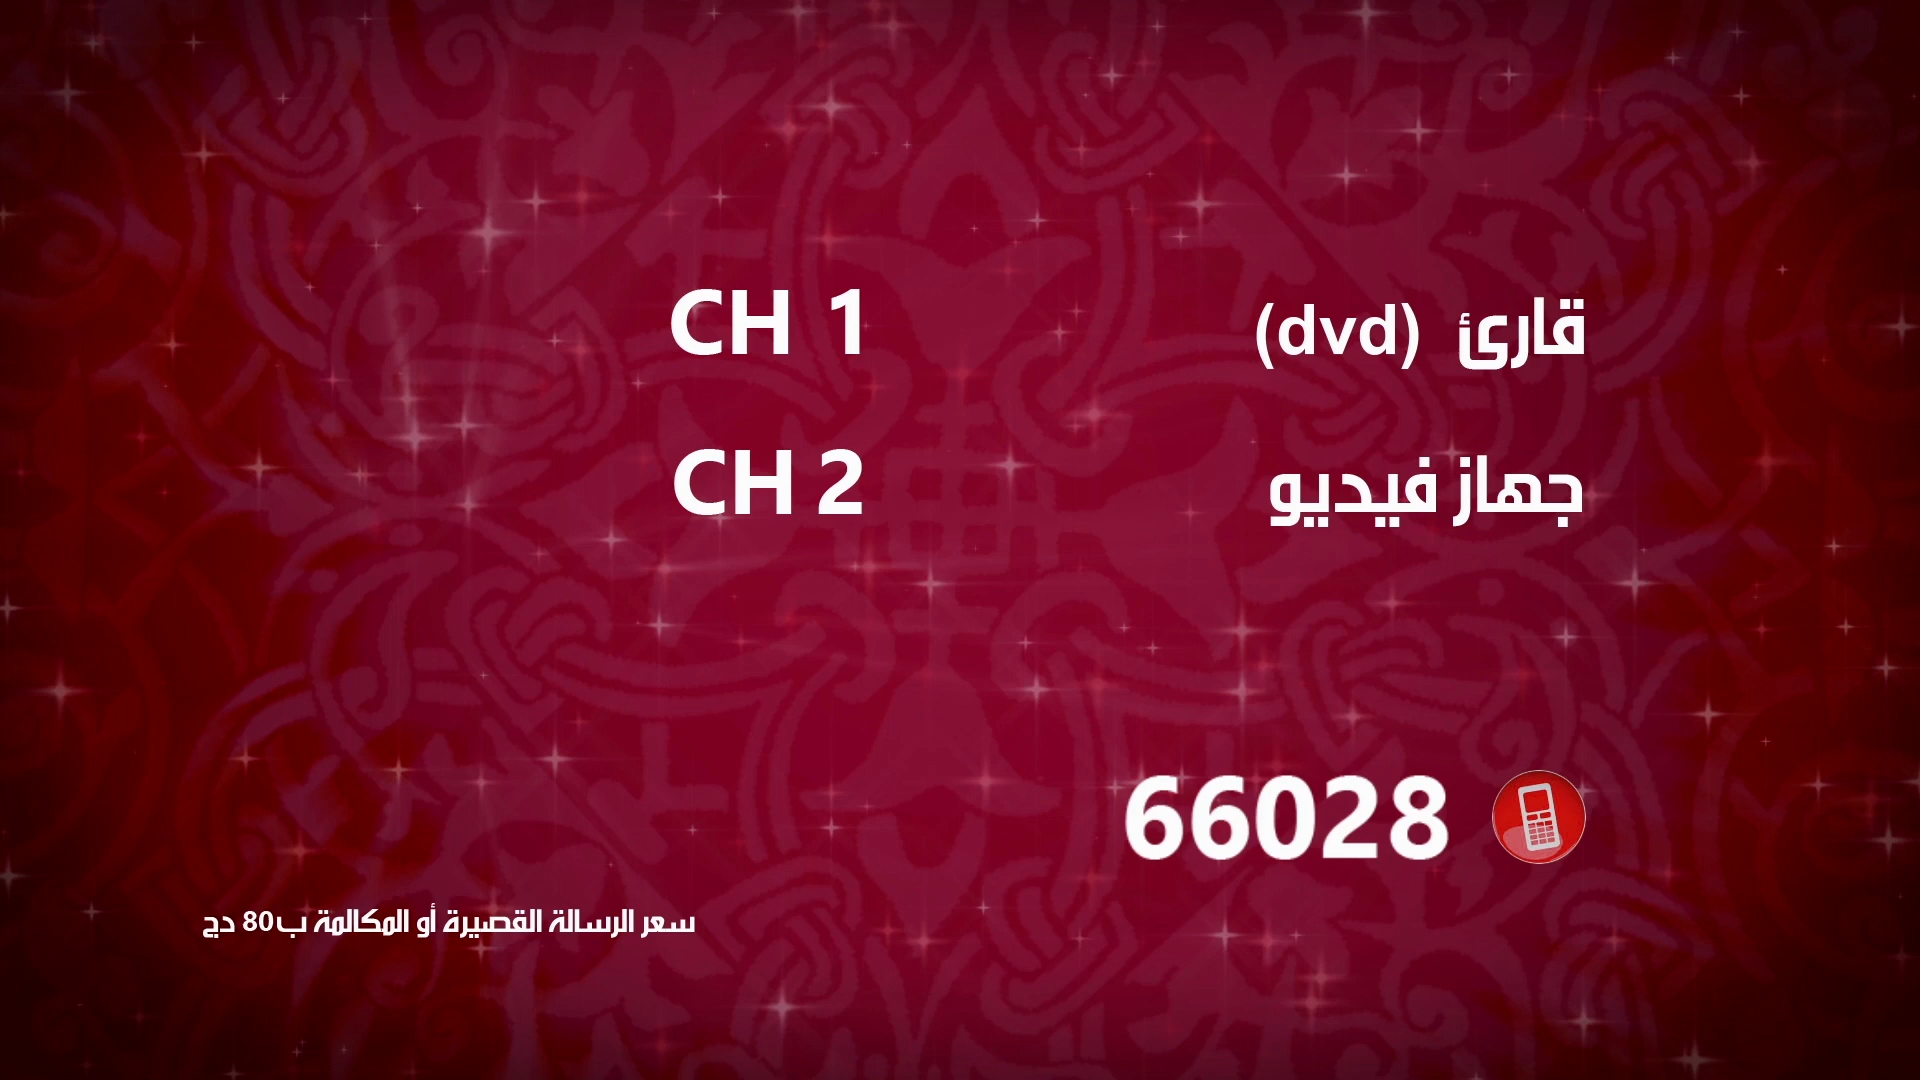 قارئ (dvd) CH 1
جهاز فيديو CH 2
66028
سعر الرسالة القصيرة أو المكالمة ب80 دج